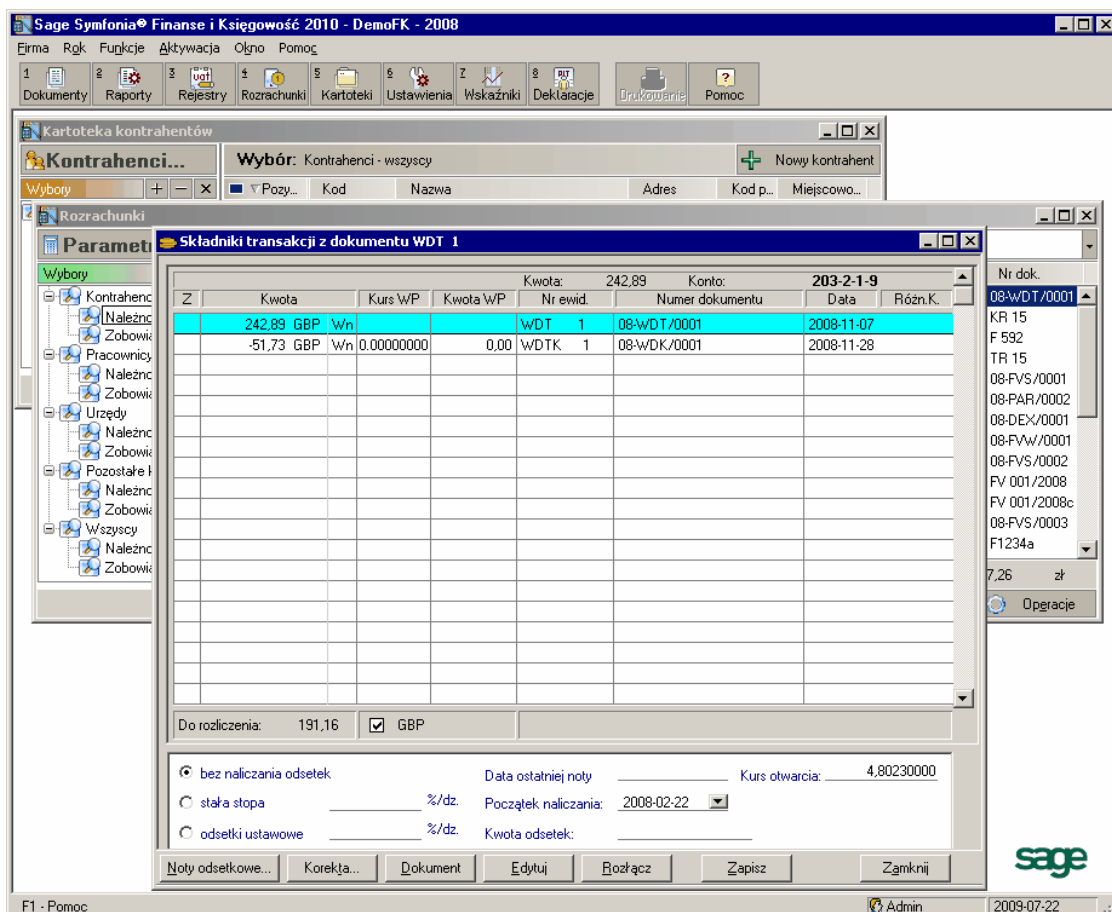 Sage Symfonia® Finanse i Księgowość 2010 - DemoFK - 2008
Firma Rok Funkcje Aktywacja Okno Pomoc
1 2 3 4 5 6 7 8
vat PLT ?
Dokumenty Raporty Rejestry Rozrachunki Kartoteki Ustawienia Wskaźniki Deklaracje Drukowanie Pomoc
Kartoteka kontrahentów
Kontrahenci... Wybór: Kontrahenci - wszyscy Nowy kontrahent
Wybory Pozy... Kod Nazwa Adres Kod p... Miejscowo...
Rozrachunki
Parameti
Wybory Nr dok.
Składniki transakcji z dokumentu WDT 1
Kwota: 242,89 Konto: 203-2-1-9
Z Kwota Kurs WP Kwota WP Nr ewid. Numer dokumentu Data Różn.K.
242,89 GBP Wn WDT 1 08-WDT/0001 2008-11-07
-51,73 GBP Wn 0.00000000 0,00 WDTK 1 08-WDK/0001 2008-11-28
Kontrahenc
Należnc
Zobowia
Pracownicy
Należnc
Zobowia
Urzędy
Należnc
Zobowia
Pozostałe k
Należnc
Zobowia
Wszyscy
Należnc
Zobowia
08-WDT/0001
KR 15
F 592
TR 15
08-FVS/0001
08-PAR/0002
08-DEX/0001
08-FVW/0001
08-FVS/0002
FV 001/2008
FV 001/2008c
08-FVS/0003
F1234a
7,26 zł
Operacje
Do rozliczenia: 191,16 GBP
bez naliczania odsetek Data ostatniej noty Kurs otwarcia: 4,80230000
stała stopa %/dz. Początek naliczania: 2008-02-22
odsetki ustawowe %/dz. Kwota odsetek:
Noty odsetkowe... Korekta... Dokument Edytuj Rozłącz Zapisz Zamknij
sage
F1 - Pomoc Admin 2009-07-22